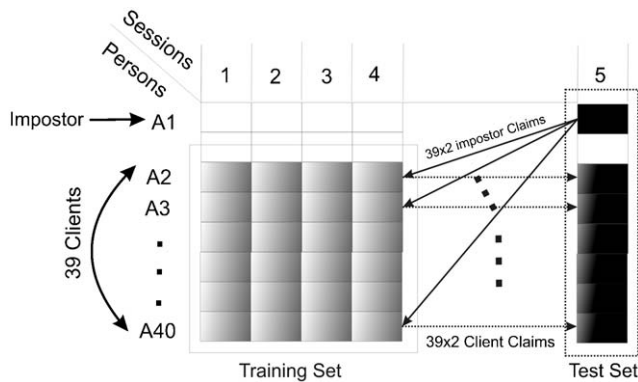 Sessions
Persons
1 2 3 4 5
Impostor A1
39x2 impostor Claims
A2
A3
39 Clients
A40
39x2 Client Claims
Training Set Test Set